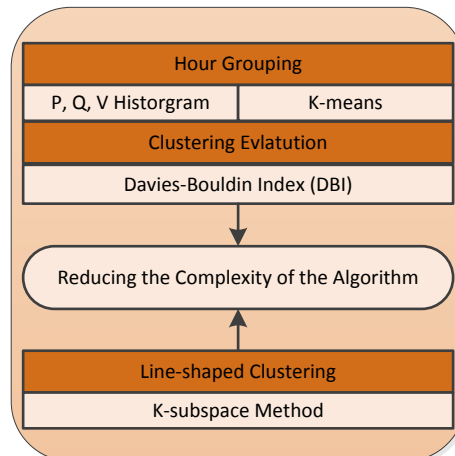 Hour Grouping
P, Q, V Historgram
K-means
Clustering Evlatution
Davies-Bouldin Index (DBI)
Reducing the Complexity of the Algorithm
Line-shaped Clustering
K-subspace Method